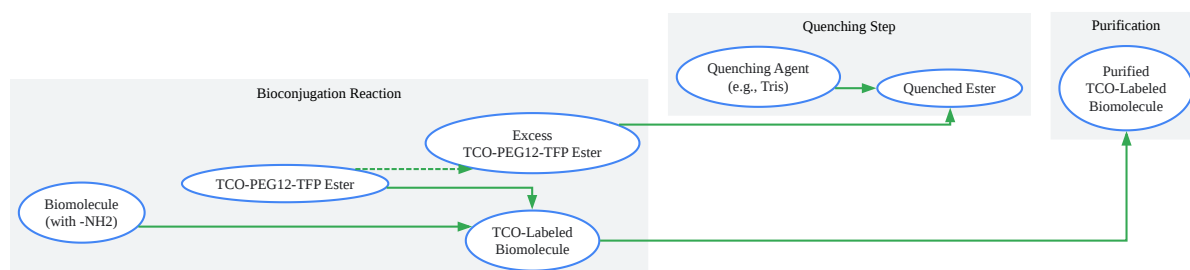 Quenching Step
Purification
Quenching Agent
(e.g., Tris)
Quenched Ester
Purified
TCO-Labeled
Biomolecule
Bioconjugation Reaction
Excess
TCO-PEG12-TFP Ester
TCO-PEG12-TFP Ester
Biomolecule
(with -NH2)
TCO-Labeled
Biomolecule